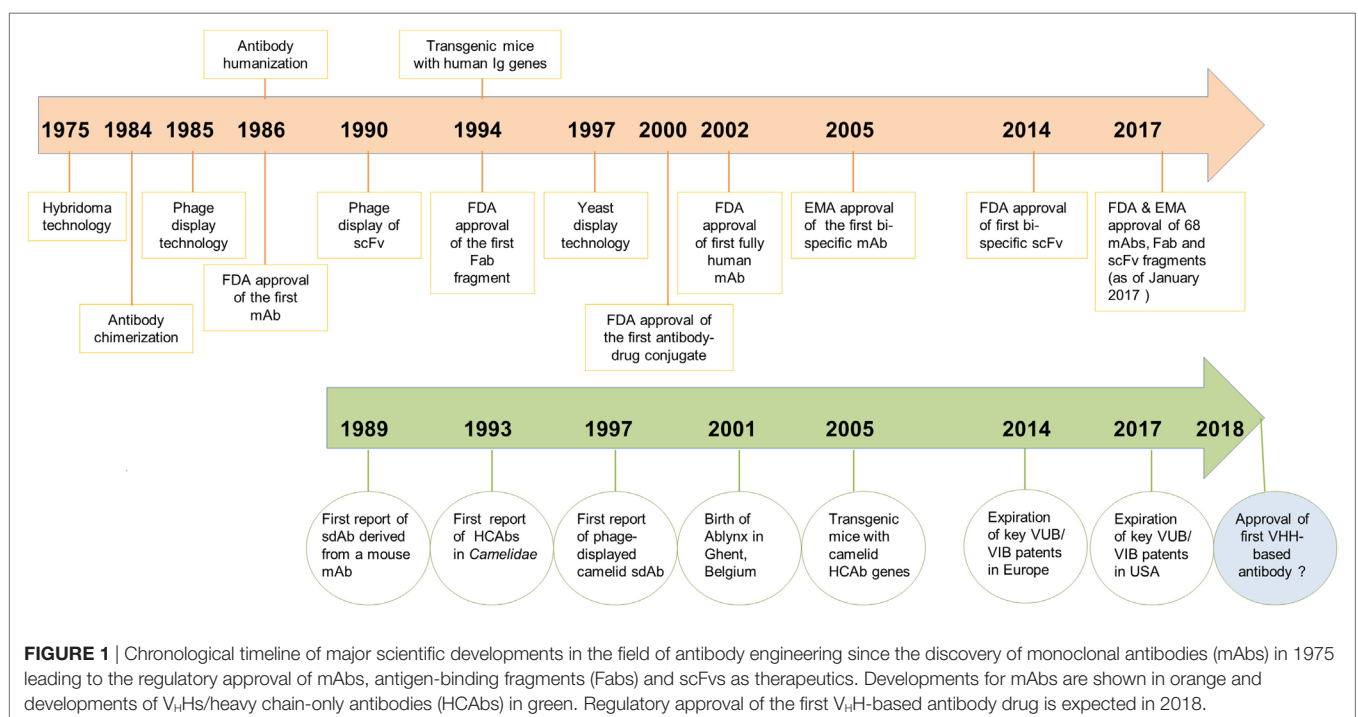 Antibody
humanization
Transgenic mice
with human Ig genes
1975 1984 1985 1986 1990 1994 1997 2000 2002 2005 2014 2017
Hybridoma
technology
Antibody
chimerization
Phage
display
technology
FDA approval
of the first
mAb
Phage
display of
scFv
FDA
approval
of the first
Fab
fragment
Yeast
display
technology
FDA approval of
the first antibody-
drug conjugate
FDA
approval
of first fully
human
mAb
EMA approval
of the first bi-
specific mAb
FDA approval
of first bi-
specific scFv
FDA & EMA
approval of 68
mAbs, Fab and
scFv fragments
(as of January
2017 )
1989 1993 1997 2001 2005 2014 2017 2018
First report of
sdAb derived
from a mouse
mAb
First report
of HCAbs
in Camelidae
First report
of phage-
displayed
camelid sdAb
Birth of
Ablynx in
Ghent,
Belgium
Transgenic
mice with
camelid
HCAb genes
Expiration
of key VUB/
VIB patents
in Europe
Expiration
of key VUB/
VIB patents
in USA
Approval of
first VHH-
based
antibody ?
FIGURE 1 | Chronological timeline of major scientific developments in the field of antibody engineering since the discovery of monoclonal antibodies (mAbs) in 1975
leading to the regulatory approval of mAbs, antigen-binding fragments (Fabs) and scFvs as therapeutics. Developments for mAbs are shown in orange and
developments of VHHs/heavy chain-only antibodies (HCAbs) in green. Regulatory approval of the first VHH-based antibody drug is expected in 2018.